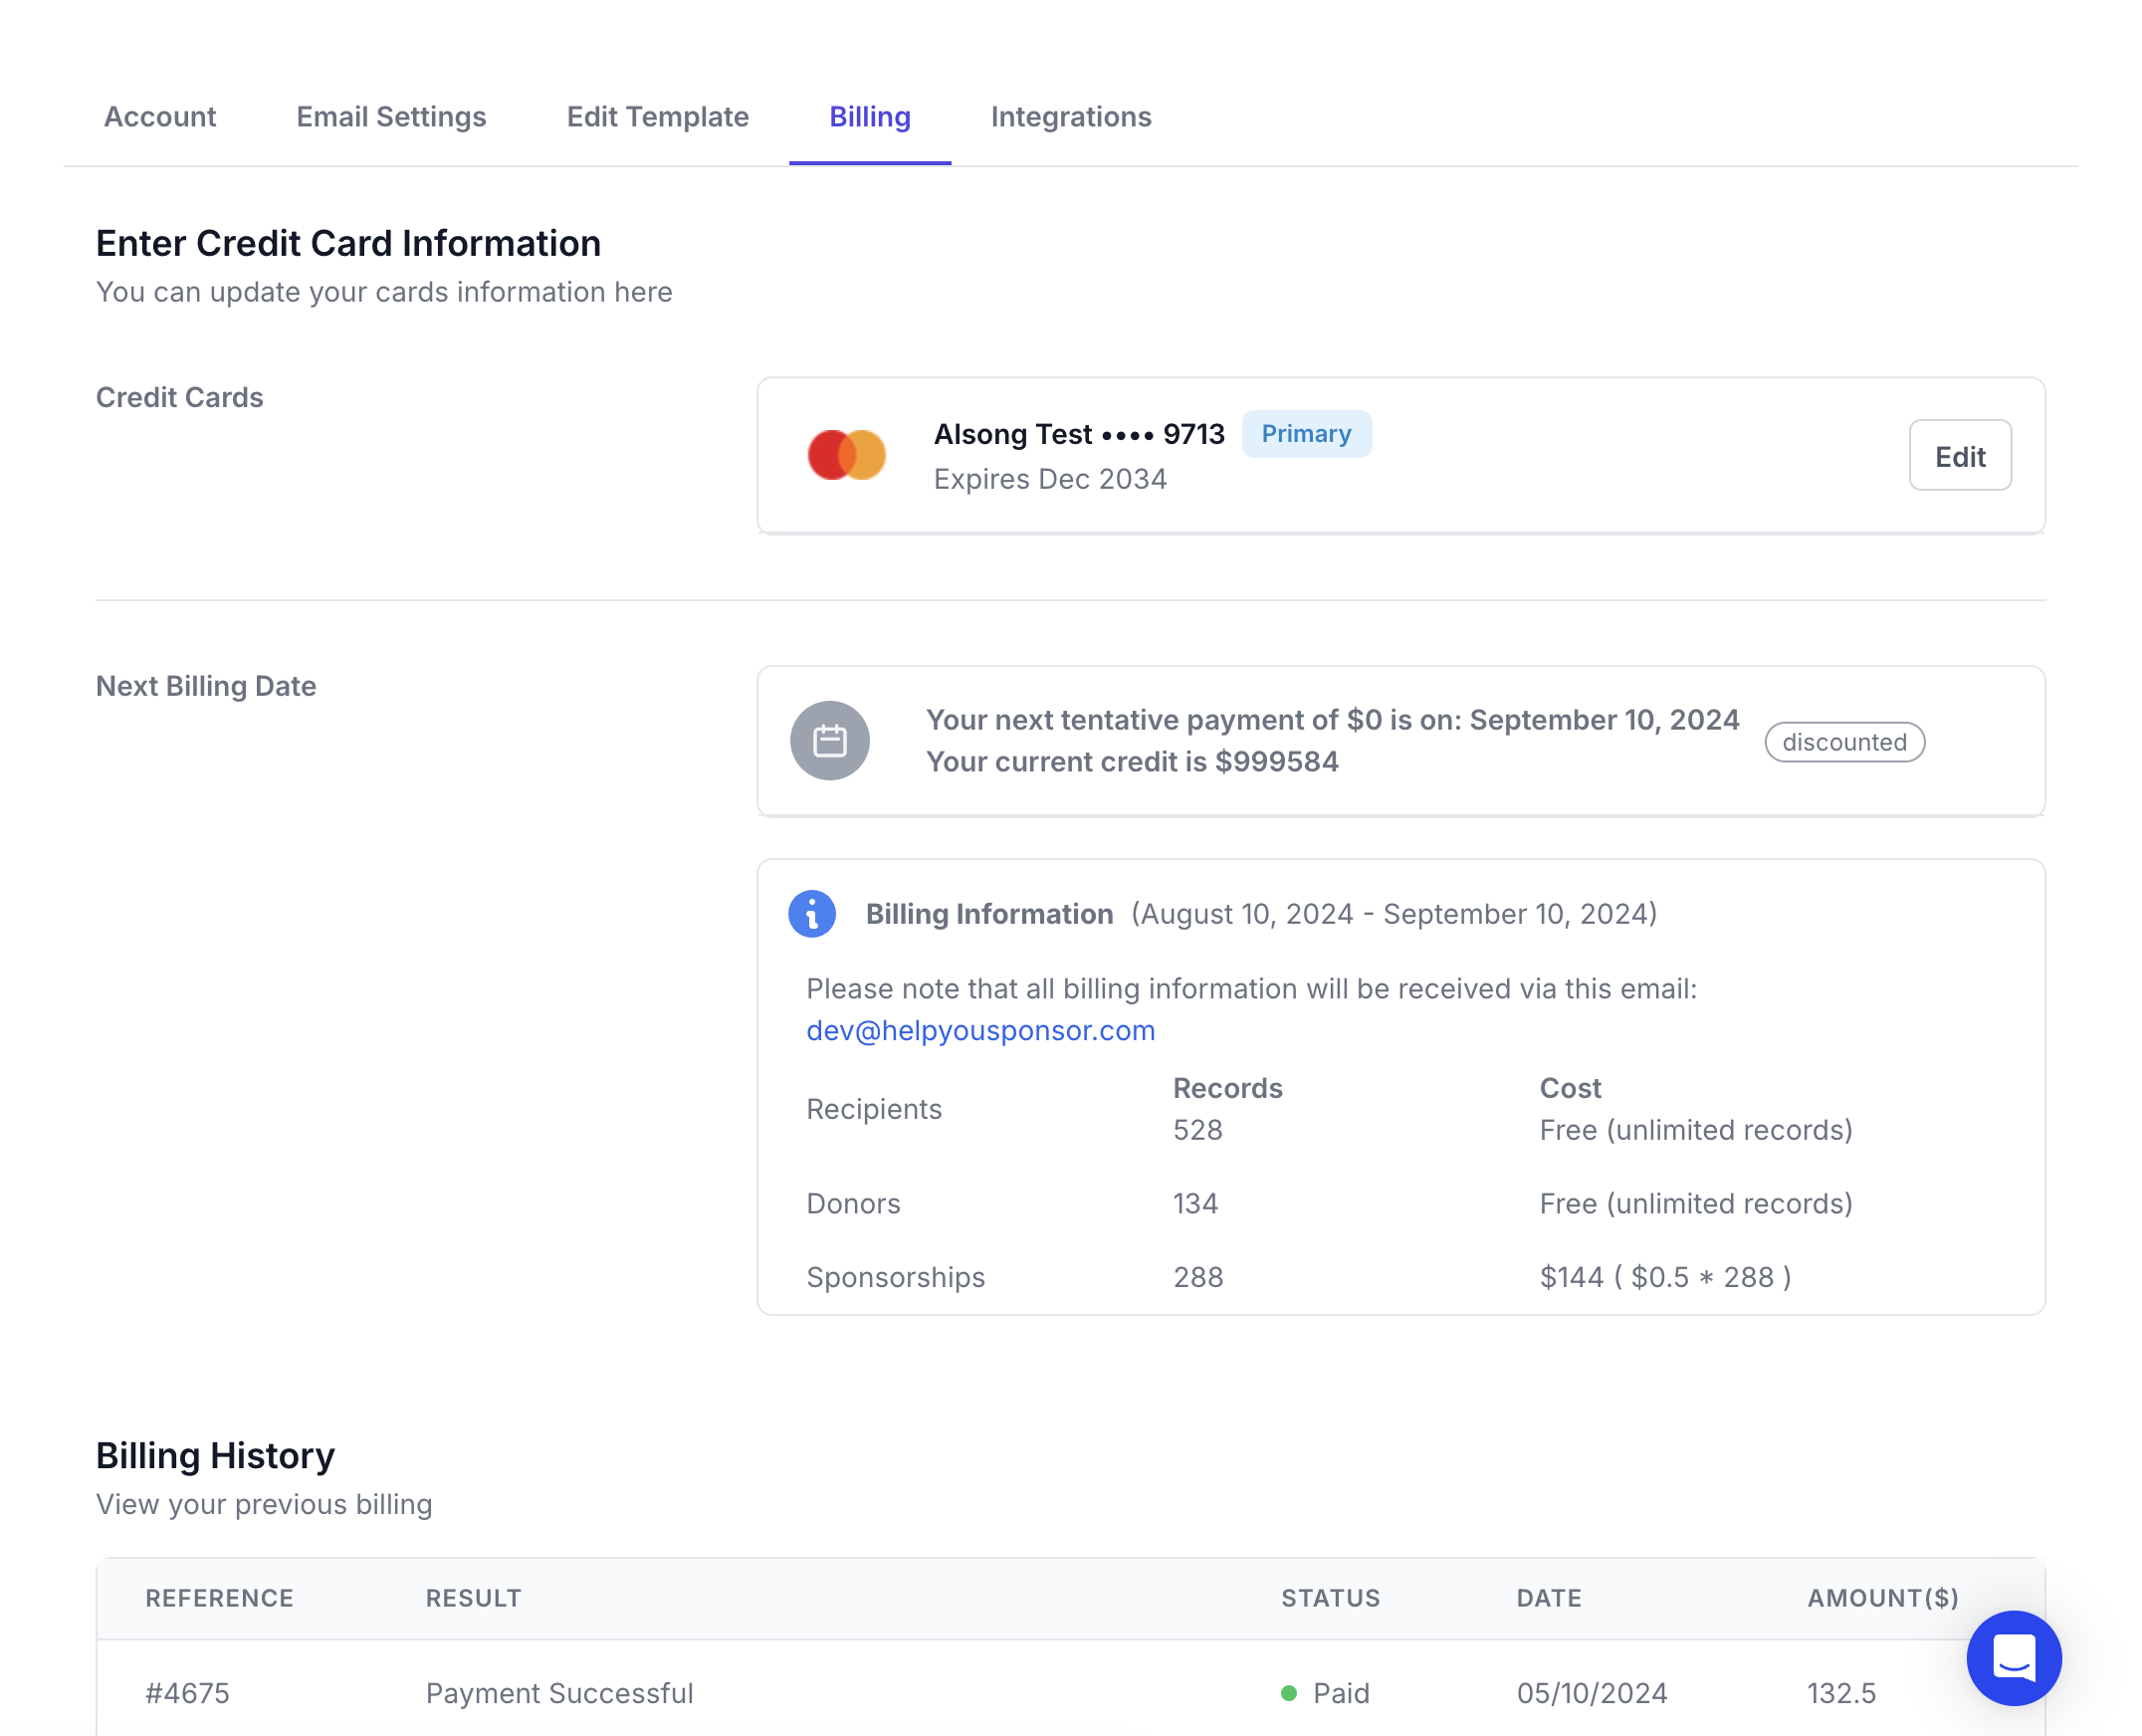 Account Email Settings Edit Template Billing Integrations
Enter Credit Card Information
You can update your cards information here
Credit Cards
Alsong Test •••• 9713 Primary
Expires Dec 2034
Edit
Next Billing Date
Your next tentative payment of $0 is on: September 10, 2024
Your current credit is $999584
discounted
Billing Information (August 10, 2024 - September 10, 2024)
Please note that all billing information will be received via this email:
dev@helpyousponsor.com
Records Cost
Recipients
528 Free (unlimited records)
Donors 134 Free (unlimited records)
Sponsorships 288 $144 ( $0.5 * 288 )
Billing History
View your previous billing
REFERENCE RESULT STATUS DATE AMOUNT($)
#4675 Payment Successful Paid 05/10/2024 132.5